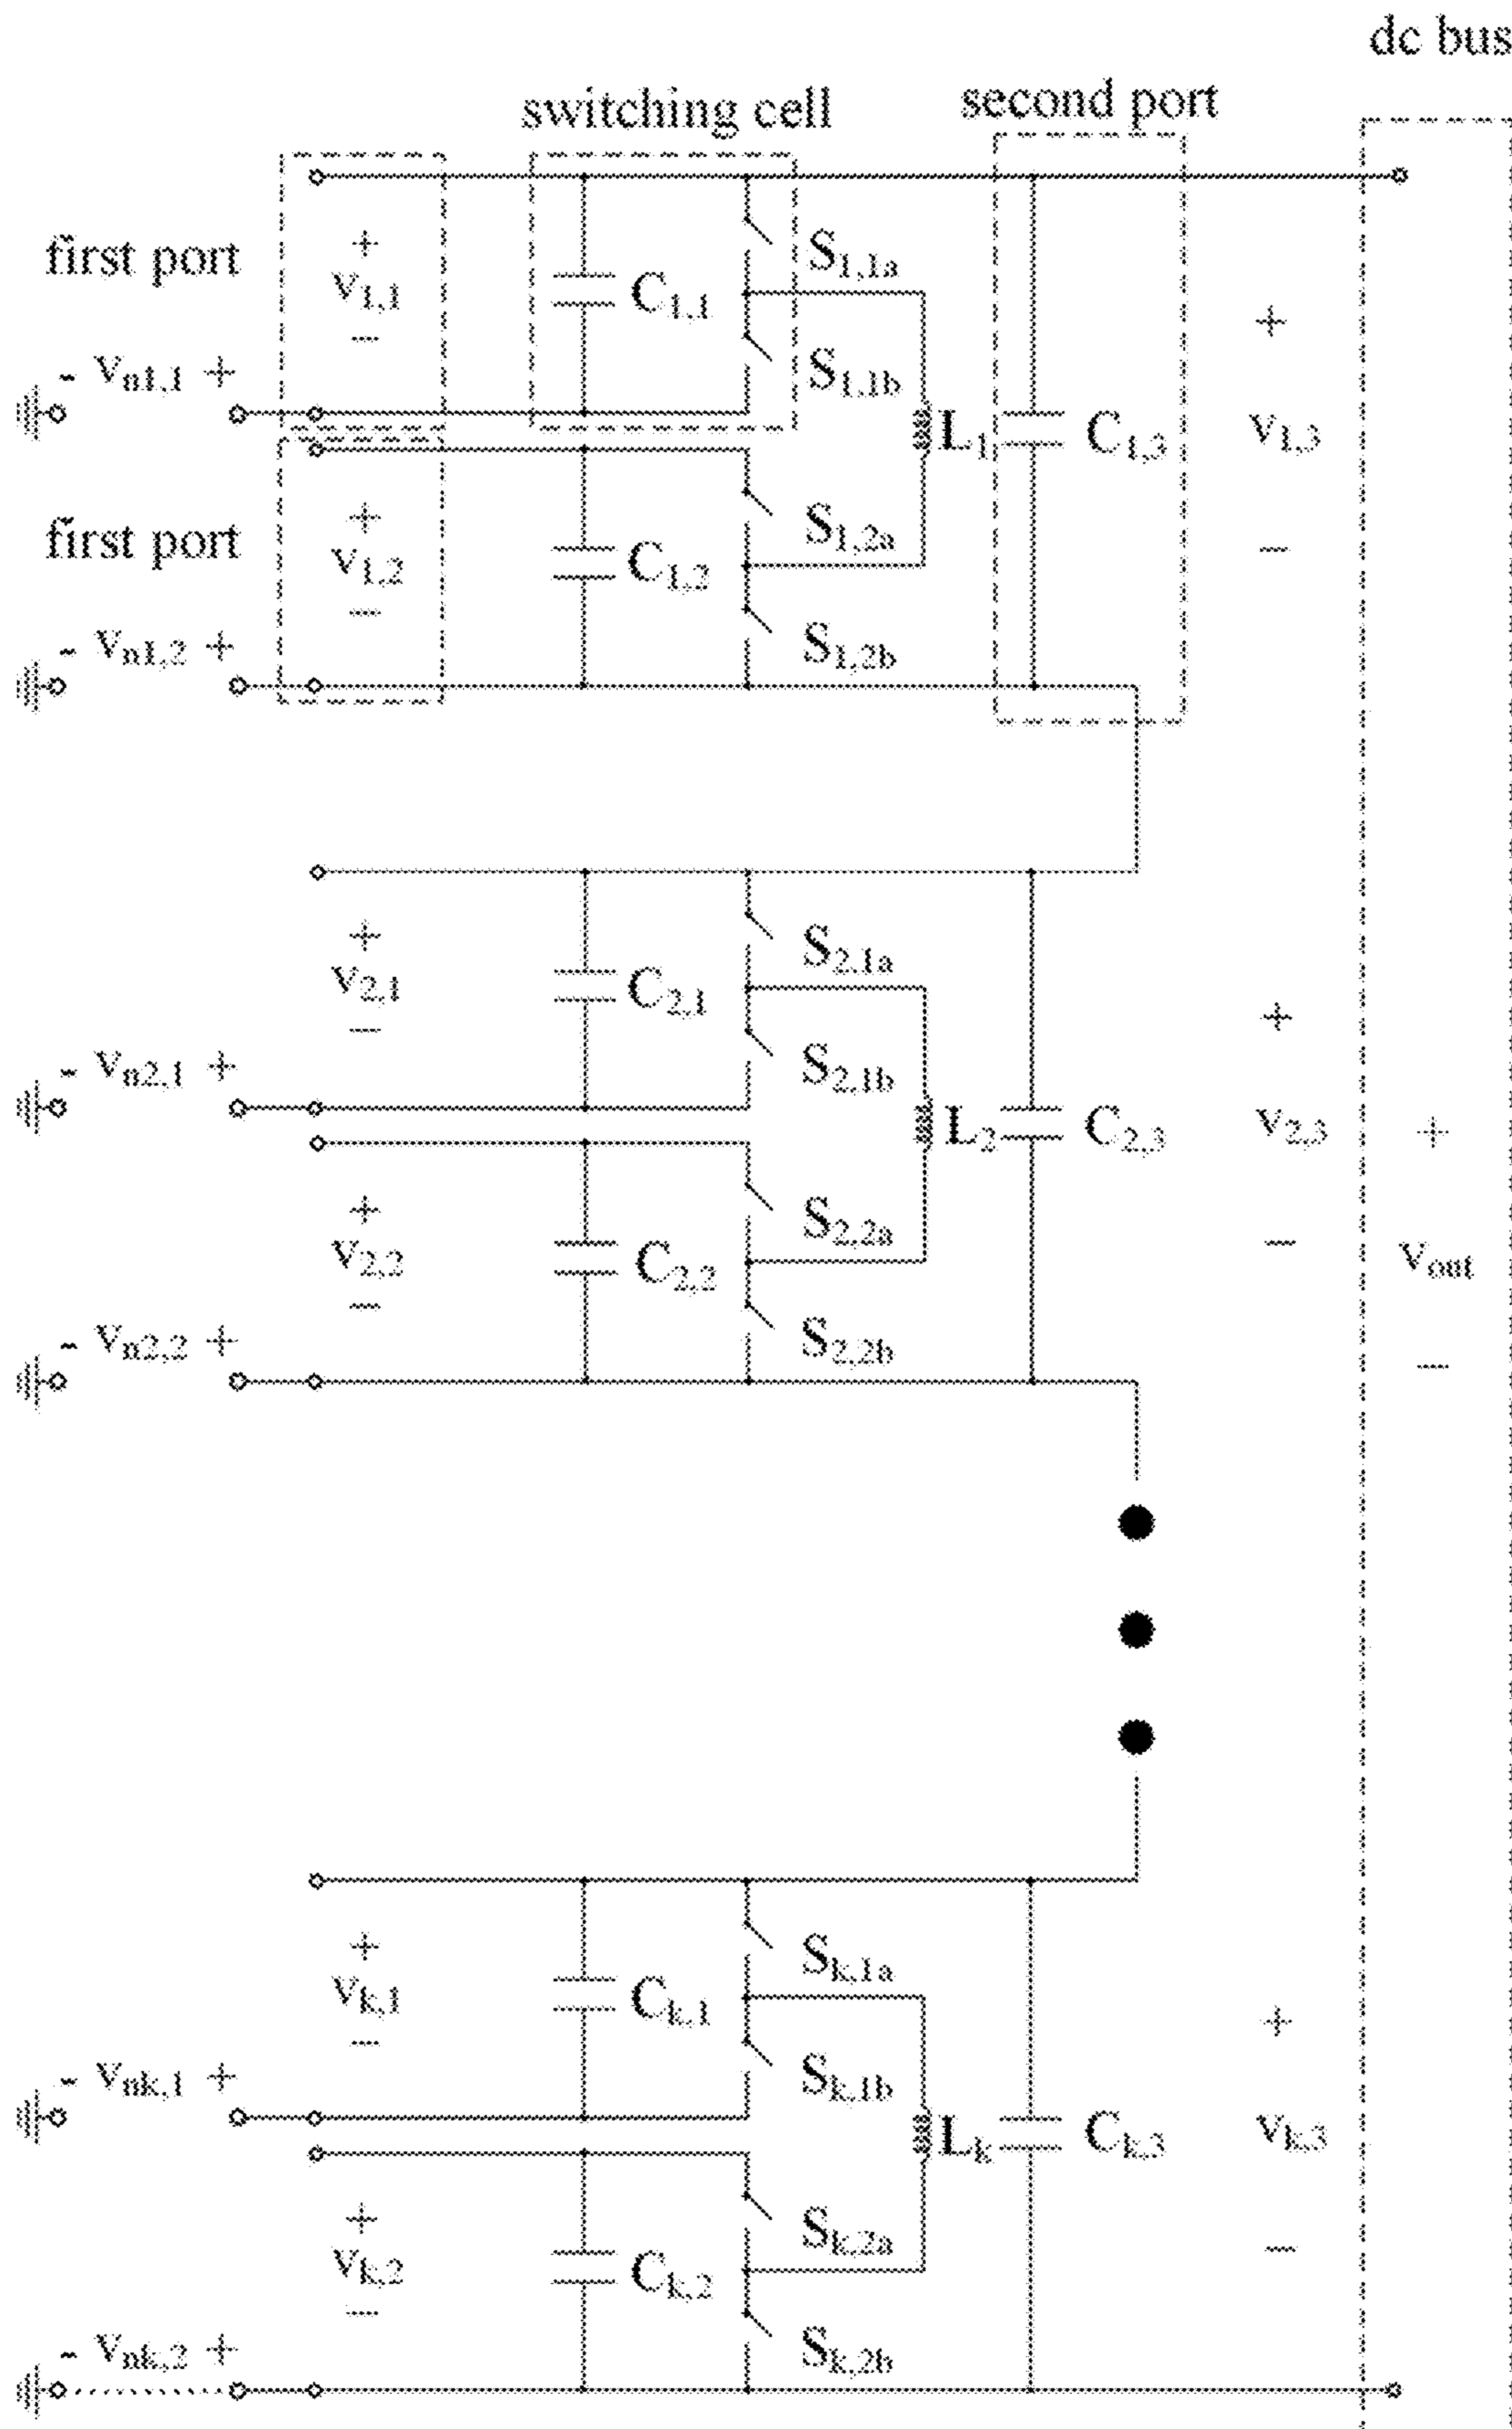 dc bus
switching cell
second port
first port
+
V1,1
-
C1,1
S1,1a
S1,1b
- Vn1,1 +
L1
C1,3
+
V1,3
-
first port
+
V1,2
-
C1,2
S1,2a
S1,2b
- Vn1,2 +
+
V2,1
-
C2,1
S2,1a
S2,1b
- Vn2,1 +
L2
C2,3
+
V2,3
-
+
Vout
-
+
V2,2
-
C2,2
S2,2a
S2,2b
- Vn2,2 +
+
Vk,1
-
Ck,1
Sk,1a
Sk,1b
- Vnk,1 +
Lk
Ck,3
+
Vk,3
-
+
Vk,2
-
Ck,2
Sk,2a
Sk,2b
- Vnk,2 +